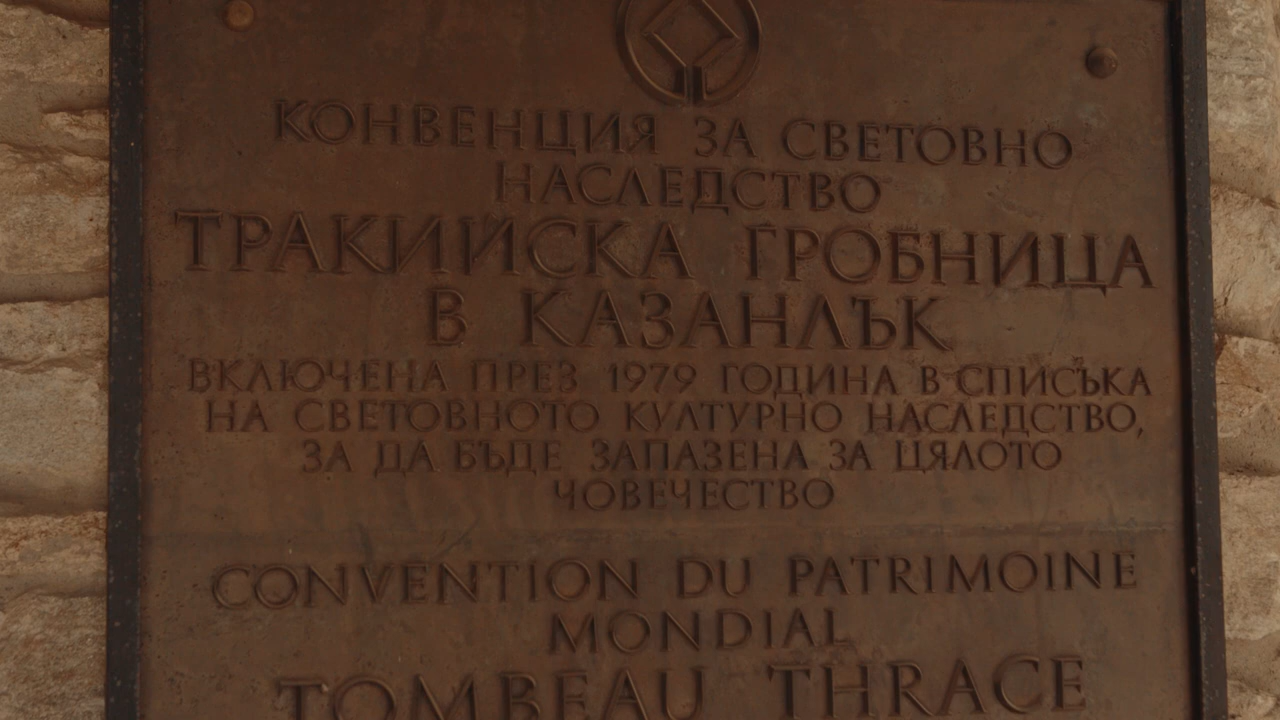 КОНВЕНЦИЯ ЗА СВЕТОВНО
НАСЛЕДСТВО
ТРАКИЙСКА ГРОБНИЦА
В КАЗАНЛЪК
ВКЛЮЧЕНА ПРЕЗ 1979 ГОДИНА В СПИСЪКА
НА СВЕТОВНОТО КУЛТУРНО НАСЛЕДСТВО,
ЗА ДА БЪДЕ ЗАПАЗЕНА ЗА ЦЯЛОТО
ЧОВЕЧЕСТВО
CONVENTION DU PATRIMOINE
MONDIAL
TOMBEAU THRACE